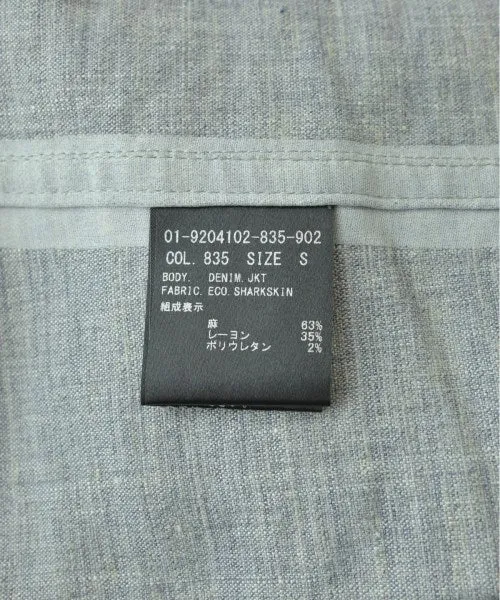 01-9204102-835-902
COL. 835 SIZE S
BODY. DENIM.JKT
FABRIC.ECO.SHARKSKIN
組成表示
麻 63%
レーヨン 35%
ポリウレタン 2%